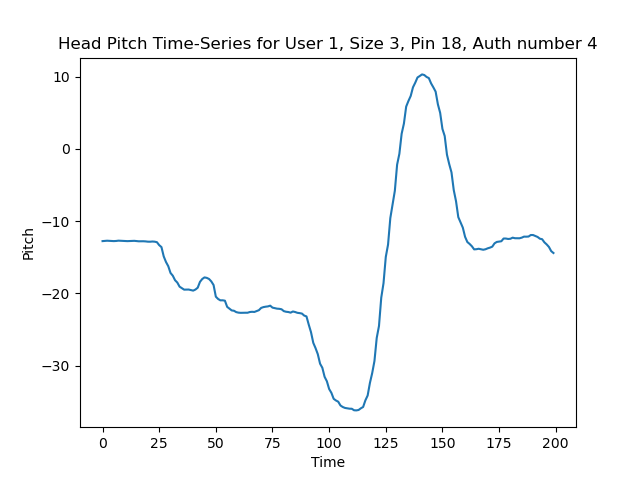 Head Pitch Time-Series for User 1, Size 3, Pin 18, Auth number 4
10
0
−10
−20
−30
Pitch
0 25 50 75 100 125 150 175 200
Time